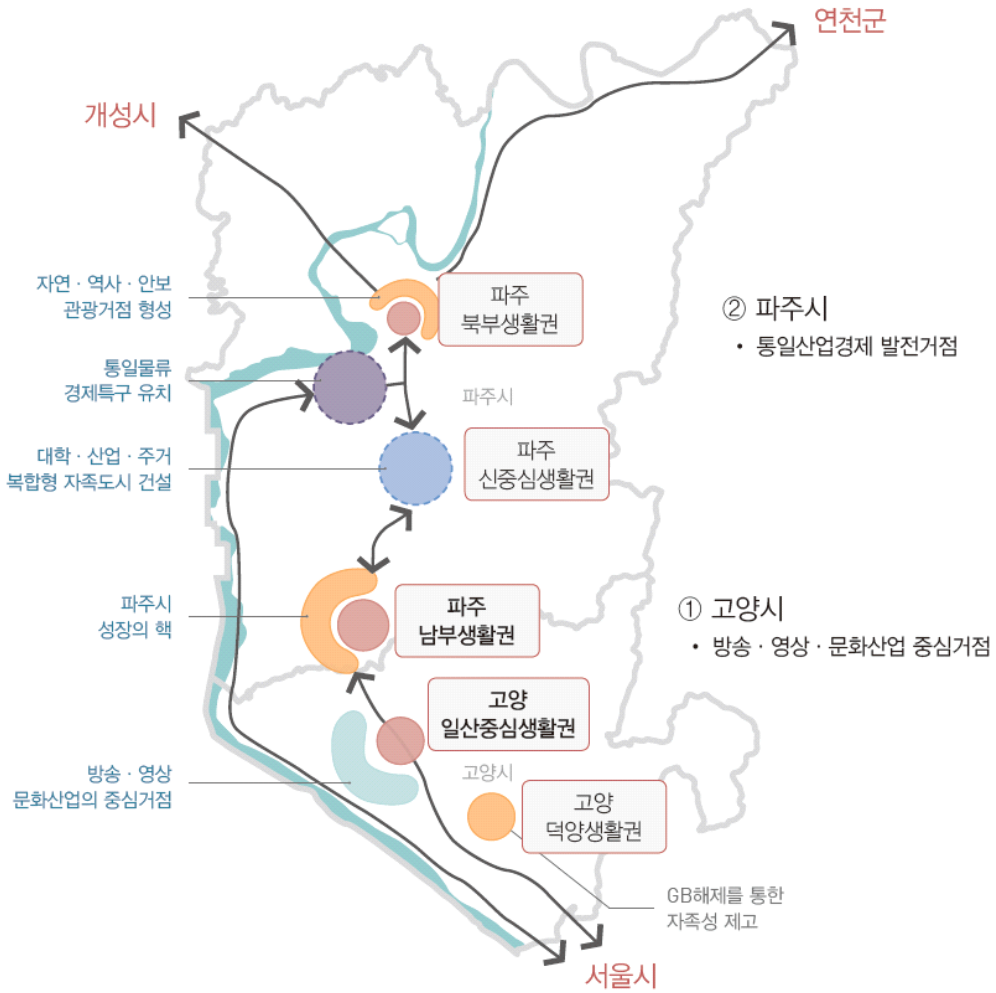 연천군
개성시
자연 · 역사 · 안보
관광거점 형성
파주
북부생활권
② 파주시
• 통일산업경제 발전거점
통일물류
경제특구 유치
파주시
대학 · 산업 · 주거
복합형 자족도시 건설
파주
신중심생활권
파주시
성장의 핵
파주
남부생활권
① 고양시
• 방송 · 영상 · 문화산업 중심거점
고양
일산중심생활권
방송 · 영상
문화산업의 중심거점
고양시
고양
덕양생활권
GB해제를 통한
자족성 제고
서울시